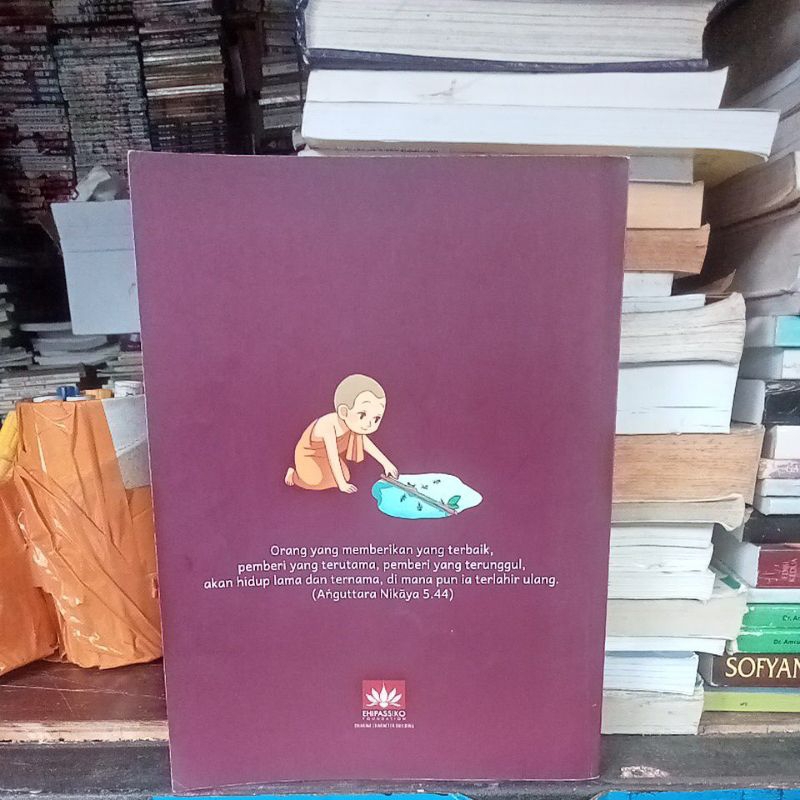 Orang yang memberikan yang terbaik,
pemberi yang terutama, pemberi yang terunggul,
akan hidup lama dan ternama, di mana pun ia terlahir ulang.
(Aṅguttara Nikāya 5.44)
EHIPASSIKO
FOUNDATION
SOFYAN